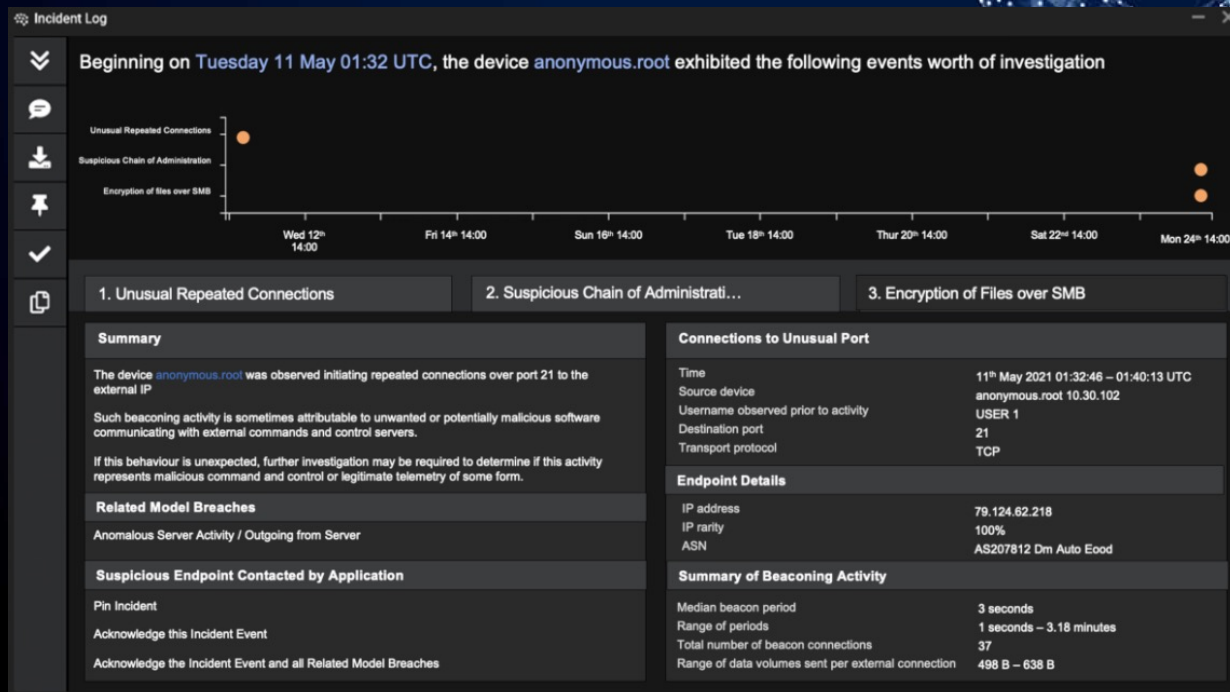 Incident Log
Beginning on Tuesday 11 May 01:32 UTC, the device anonymous.root exhibited the following events worth of investigation
Unusual Repeated Connections
Suspicious Chain of Administration
Encryption of files over SMB
Wed 12th
14:00
Fri 14th 14:00
Sun 16th 14:00
Tue 18th 14:00
Thur 20th 14:00
Sat 22nd 14:00
Mon 24th 14:00
1. Unusual Repeated Connections
2. Suspicious Chain of Administrati...
3. Encryption of Files over SMB
Summary
The device anonymous.root was observed initiating repeated connections over port 21 to the
external IP
Such beaconing activity is sometimes attributable to unwanted or potentially malicious software
communicating with external commands and control servers.
If this behaviour is unexpected, further investigation may be required to determine if this activity
represents malicious command and control or legitimate telemetry of some form.
Related Model Breaches
Anomalous Server Activity / Outgoing from Server
Suspicious Endpoint Contacted by Application
Pin Incident
Acknowledge this Incident Event
Acknowledge the Incident Event and all Related Model Breaches
Connections to Unusual Port
Time 11th May 2021 01:32:46 – 01:40:13 UTC
Source device anonymous.root 10.30.102
Username observed prior to activity USER 1
Destination port 21
Transport protocol TCP
Endpoint Details
IP address 79.124.62.218
IP rarity 100%
ASN AS207812 Dm Auto Eood
Summary of Beaconing Activity
Median beacon period 3 seconds
Range of periods 1 seconds – 3.18 minutes
Total number of beacon connections 37
Range of data volumes sent per external connection 498 B – 638 B